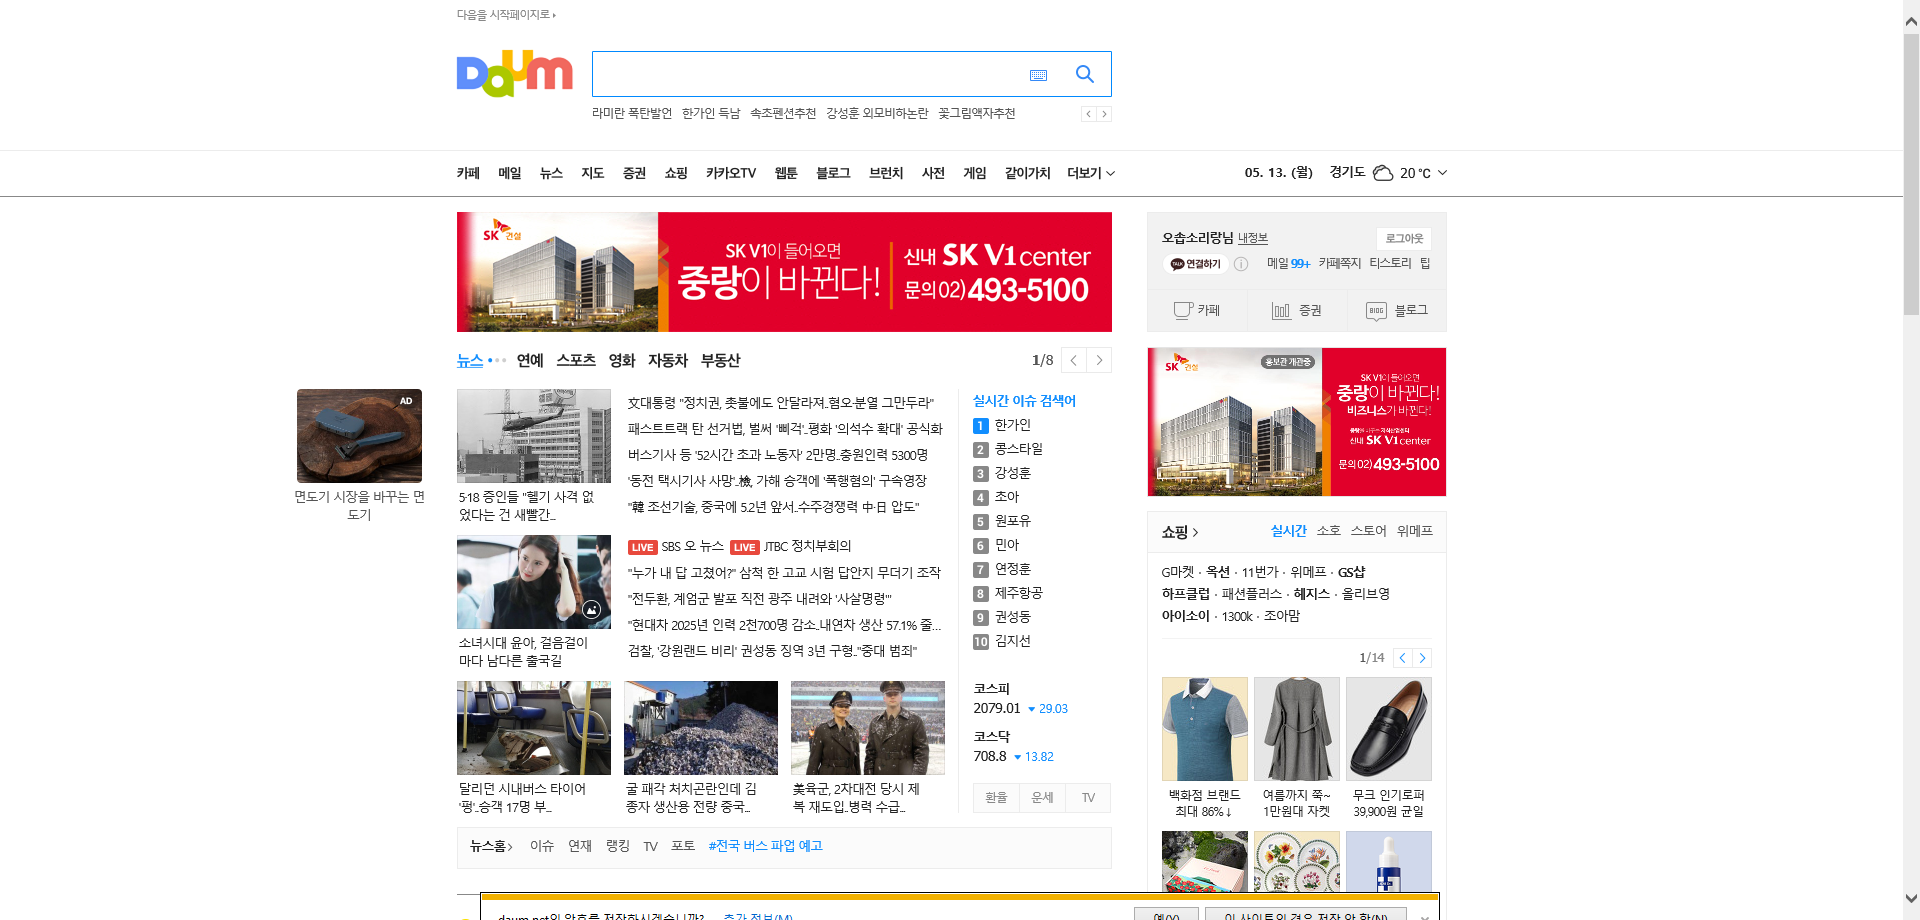 다음을 시작페이지로
Daum
라미란 폭탄발언 한가인 득남 속초펜션추천 강성훈 외모비하논란 꽃그림액자추천
카페 메일 뉴스 지도 증권 쇼핑 카카오TV 웹툰 블로그 브런치 사전 게임 같이가치 더보기
05. 13. (월) 경기도 20 ℃
SK 건설
SK V1이 들어오면
중랑이 바뀐다!
신내 SK V1 center
문의 02) 493-5100
오솝소리랑님 내정보 로그아웃
TALK 연결하기 메일 99+ 카페쪽지 티스토리 팁
카페 증권 BLOG 블로그
뉴스 연예 스포츠 영화 자동차 부동산
1/8
AD
면도기 시장을 바꾸는 면
도기
5·18 증인들 "헬기 사격 없
었다는 건 새빨간...
소녀시대 윤아, 걸음걸이
마다 남다른 출국길
文대통령 "정치권, 촛불에도 안달라져..혐오·분열 그만두라"
패스트트랙 탄 선거법, 벌써 '삐걱'..평화 '의석수 확대' 공식화
버스기사 등 '52시간 초과 노동자' 2만명..충원인력 5300명
'동전 택시기사 사망'..檢, 가해 승객에 '폭행혐의' 구속영장
"韓 조선기술, 중국에 5.2년 앞서..수주경쟁력 中·日 압도"
LIVE SBS 오 뉴스 LIVE JTBC 정치부회의
"누가 내 답 고쳤어?" 삼척 한 고교 시험 답안지 무더기 조작
"전두환, 계엄군 발포 직전 광주 내려와 '사살명령'"
"현대차 2025년 인력 2천700명 감소..내연차 생산 57.1% 줄...
검찰, '강원랜드 비리' 권성동 징역 3년 구형.."중대 범죄"
달리던 시내버스 타이어
'펑'..승객 17명 부...
굴 패각 처치곤란인데 김
종자 생산용 전량 중국...
美육군, 2차대전 당시 제
복 재도입..병력 수급...
실시간 이슈 검색어
1 한가인
2 콩스타일
3 강성훈
4 초아
5 원포유
6 민아
7 연정훈
8 제주항공
9 권성동
10 김지선
코스피
2079.01 29.03
코스닥
708.8 13.82
환율 운세 TV
뉴스홈 이슈 연재 랭킹 TV 포토 #전국 버스 파업 예고
SK 건설
홍보관 개관중
SK V1이 들어오면
중랑이 바뀐다!
비즈니스가 바뀐다!
신내 SK V1 center
문의 02) 493-5100
쇼핑 실시간 소호 스토어 위메프
G마켓 · 옥션 · 11번가 · 위메프 · GS샵
하프클럽 · 패션플러스 · 헤지스 · 올리브영
아이소이 · 1300k · 조아맘
1/14
백화점 브랜드
최대 86%↓
여름까지 쭉~
1만원대 자켓
무크 인기로퍼
39,900원 균일
daum.net의 암호를 저장하시겠습니까? 추가 정보(M) 예(Y) 이 사이트의 경우 저장 안 함(N)